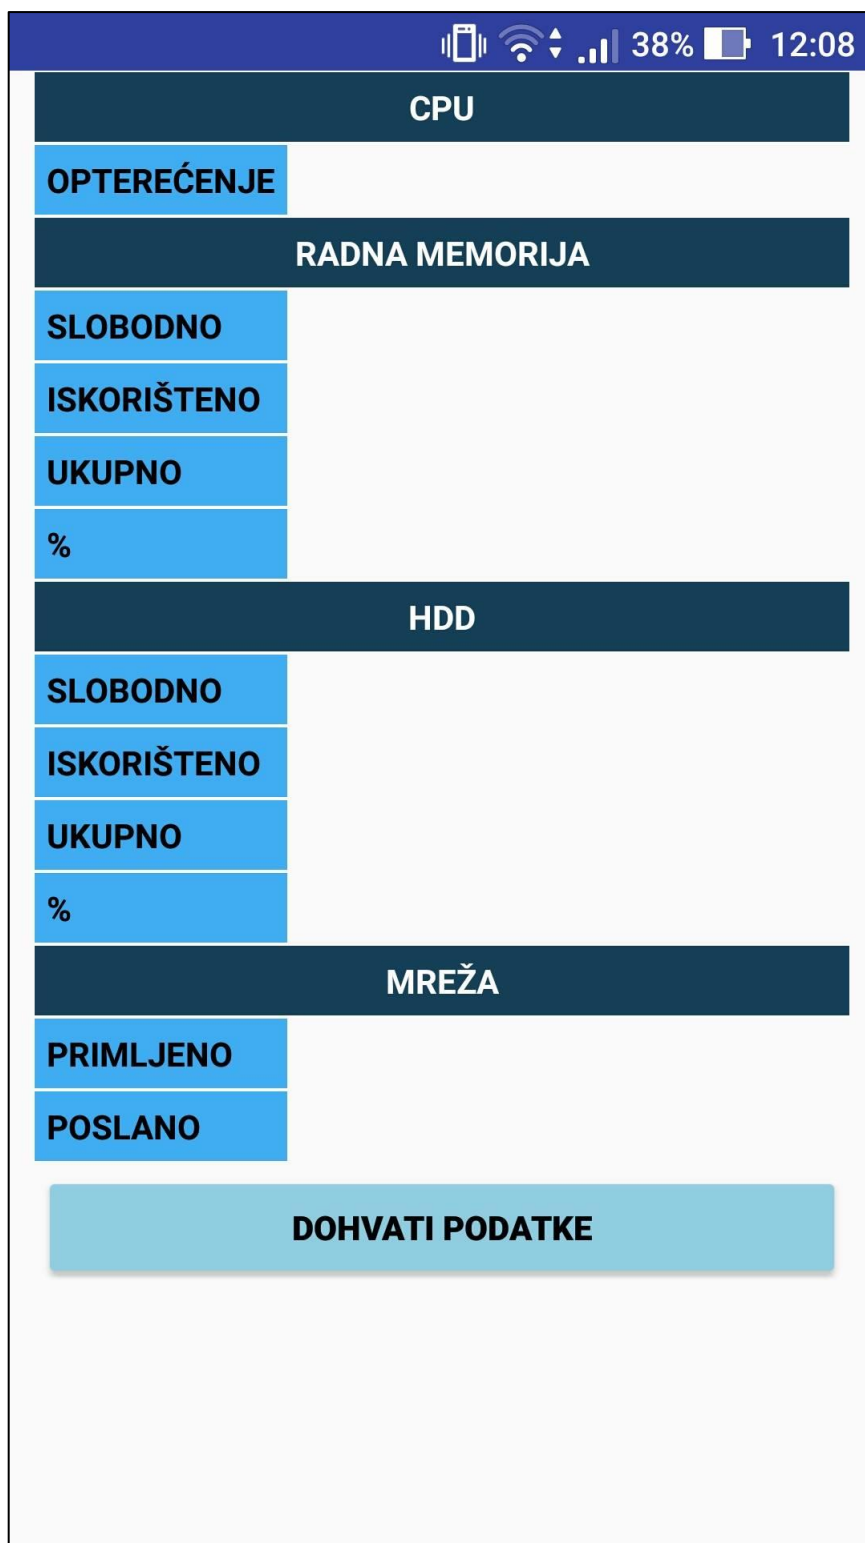 38% 12:08
CPU
OPTEREĆENJE
RADNA MEMORIJA
SLOBODNO
ISKORIŠTENO
UKUPNO
%
HDD
SLOBODNO
ISKORIŠTENO
UKUPNO
%
MREŽA
PRIMLJENO
POSLANO
DOHVATI PODATKE